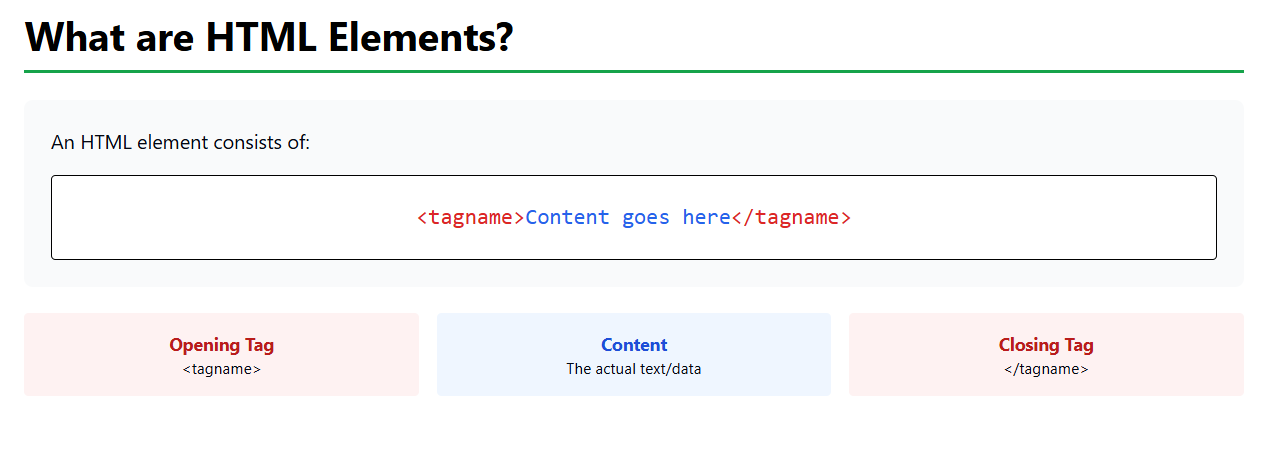 What are HTML Elements?
An HTML element consists of:
<tagname>Content goes here</tagname>
Opening Tag
<tagname>
Content
The actual text/data
Closing Tag
</tagname>